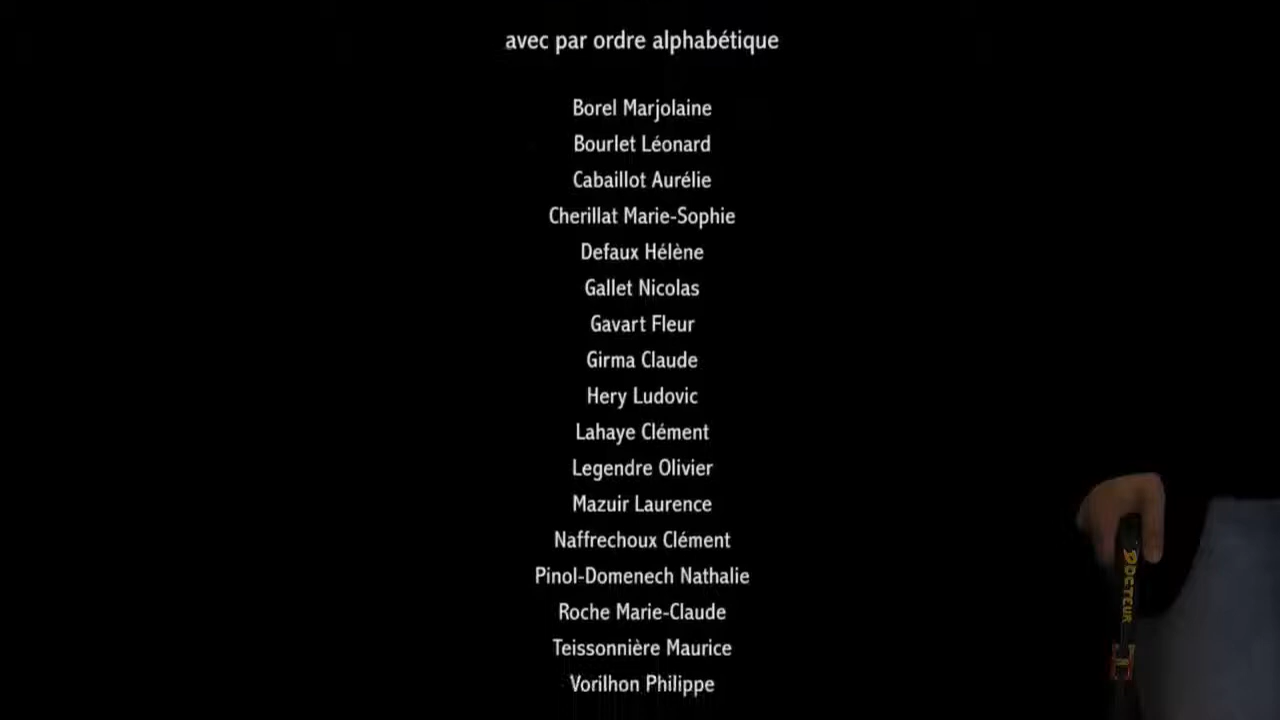 avec par ordre alphabétique
Borel Marjolaine
Bourlet Léonard
Cabaillot Aurélie
Cherillat Marie-Sophie
Defaux Hélène
Gallet Nicolas
Gavart Fleur
Girma Claude
Hery Ludovic
Lahaye Clément
Legendre Olivier
Mazuir Laurence
Naffrechoux Clément
Pinol-Domenech Nathalie
Roche Marie-Claude
Teissonnière Maurice
Vorilhon Philippe
DOCTEUR